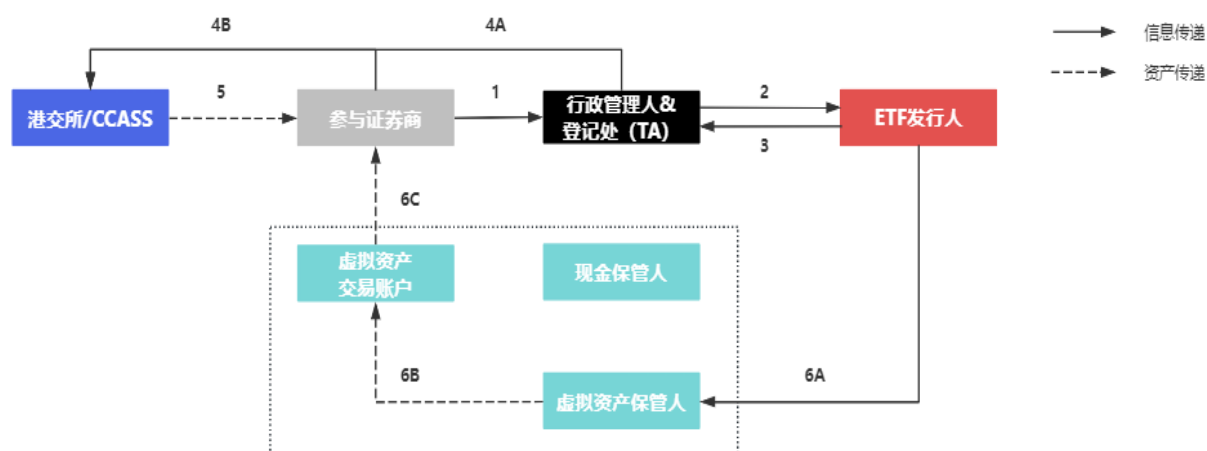 4B
4A
信息传递
资产传递
港交所/CCASS
5
参与证券商
1
行政管理人&
登记处（TA）
2
3
ETF发行人
6C
虚拟资产
交易账户
现金保管人
6B
虚拟资产保管人
6A